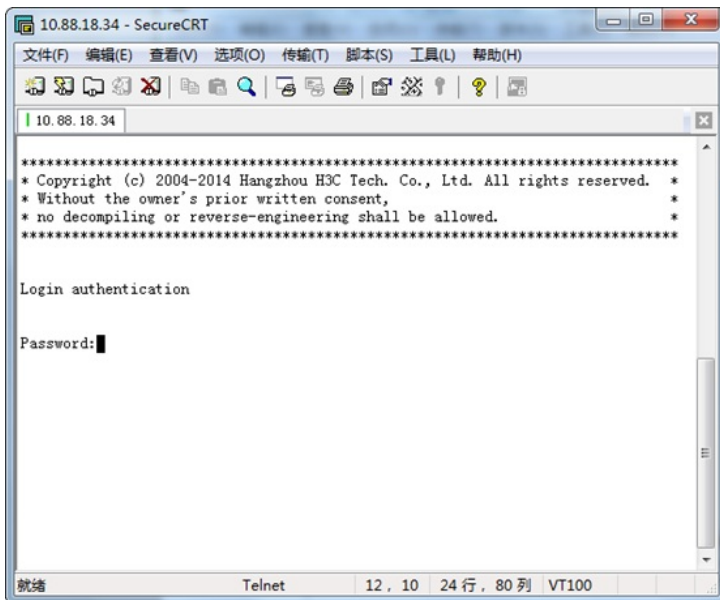 10.88.18.34 - SecureCRT
文件(F) 编辑(E) 查看(V) 选项(O) 传输(T) 脚本(S) 工具(L) 帮助(H)
10.88.18.34
******************************************************************************
* Copyright (c) 2004-2014 Hangzhou H3C Tech. Co., Ltd. All rights reserved.  *
* Without the owner's prior written consent,                                 *
* no decompiling or reverse-engineering shall be allowed.                    *
******************************************************************************
Login authentication
Password:
就绪 Telnet 12, 10 24 行, 80 列 VT100